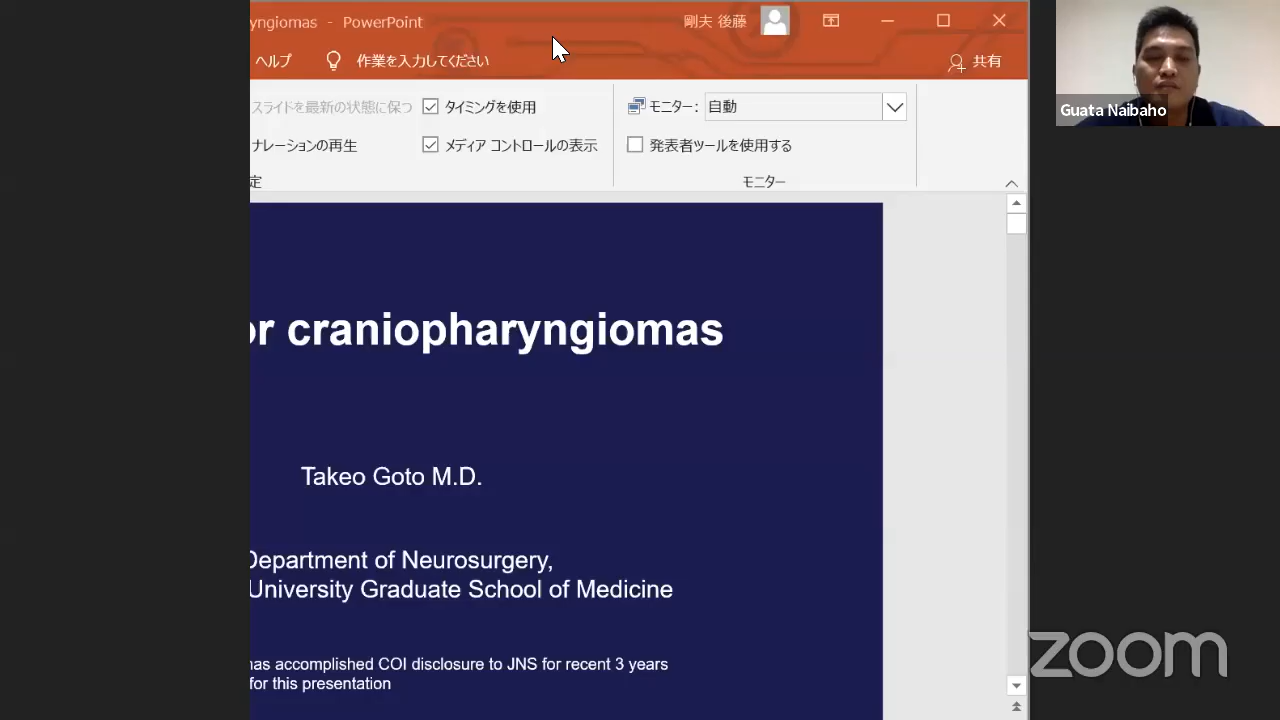 yngiomas - PowerPoint
剛夫 後藤
ヘルプ
作業を入力してください
共有
スライドを最新の状態に保つ
タイミングを使用
モニター:
自動
ナレーションの再生
メディア コントロールの表示
発表者ツールを使用する
定
モニター
or craniopharyngiomas
Takeo Goto M.D.
Department of Neurosurgery,
University Graduate School of Medicine
has accomplished COI disclosure to JNS for recent 3 years
for this presentation
Guata Naibaho
zoom